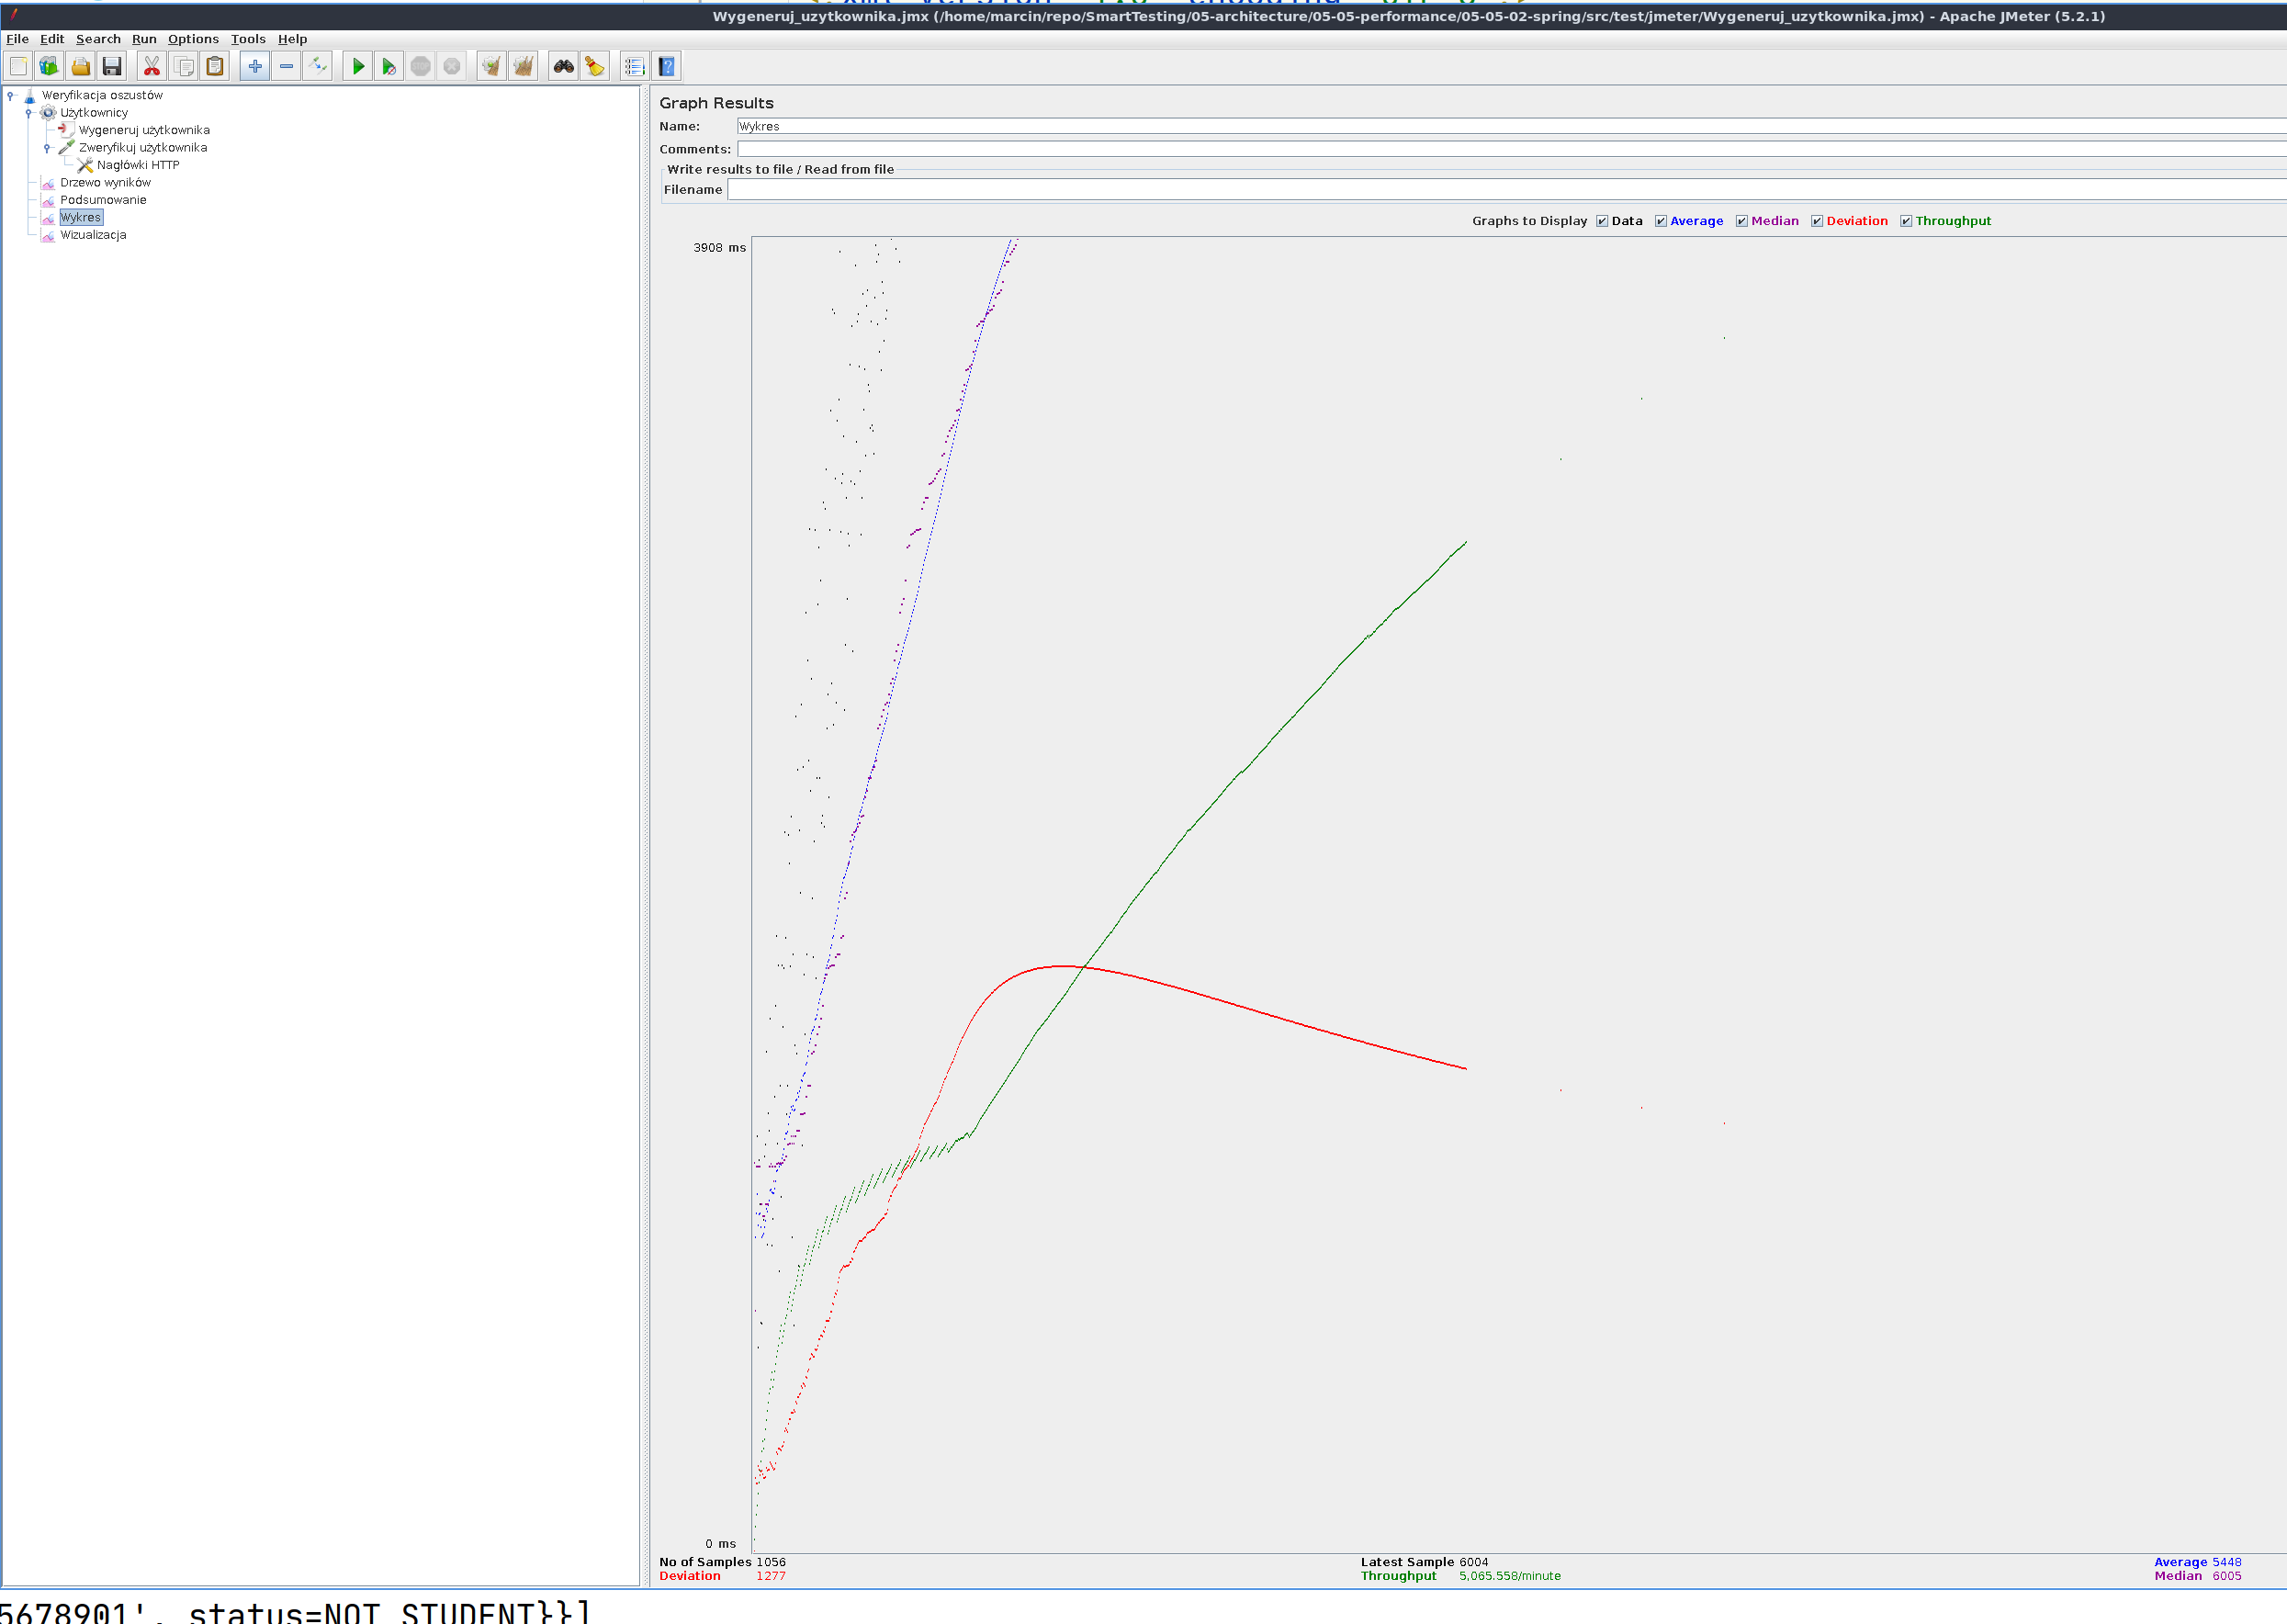 Wygeneruj_uzytkownika.jmx (/home/marcin/repo/SmartTesting/05-architecture/05-05-performance/05-05-02-spring/src/test/jmeter/Wygeneruj_uzytkownika.jmx) - Apache JMeter (5.2.1)
File Edit Search Run Options Tools Help
Weryfikacja oszustów
Użytkownicy
Wygeneruj użytkownika
Zweryfikuj użytkownika
Nagłówki HTTP
Drzewo wyników
Podsumowanie
Wykres
Wizualizacja
Graph Results
Name: Wykres
Comments:
Write results to file / Read from file
Filename
Graphs to Display Data Average Median Deviation Throughput
3908 ms
0 ms
No of Samples 1056 Latest Sample 6004 Average 5448
Deviation 1277 Throughput 5,065.558/minute Median 6005
5678901', status=NOT_STUDENT}}]